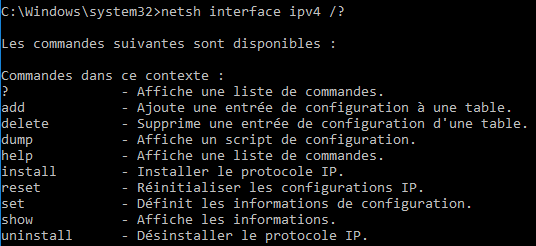 C:\Windows\system32>netsh interface ipv4 /?
Les commandes suivantes sont disponibles :
Commandes dans ce contexte :
? - Affiche une liste de commandes.
add - Ajoute une entrée de configuration à une table.
delete - Supprime une entrée de configuration d'une table.
dump - Affiche un script de configuration.
help - Affiche une liste de commandes.
install - Installer le protocole IP.
reset - Réinitialiser les configurations IP.
set - Définit les informations de configuration.
show - Affiche les informations.
uninstall - Désinstaller le protocole IP.